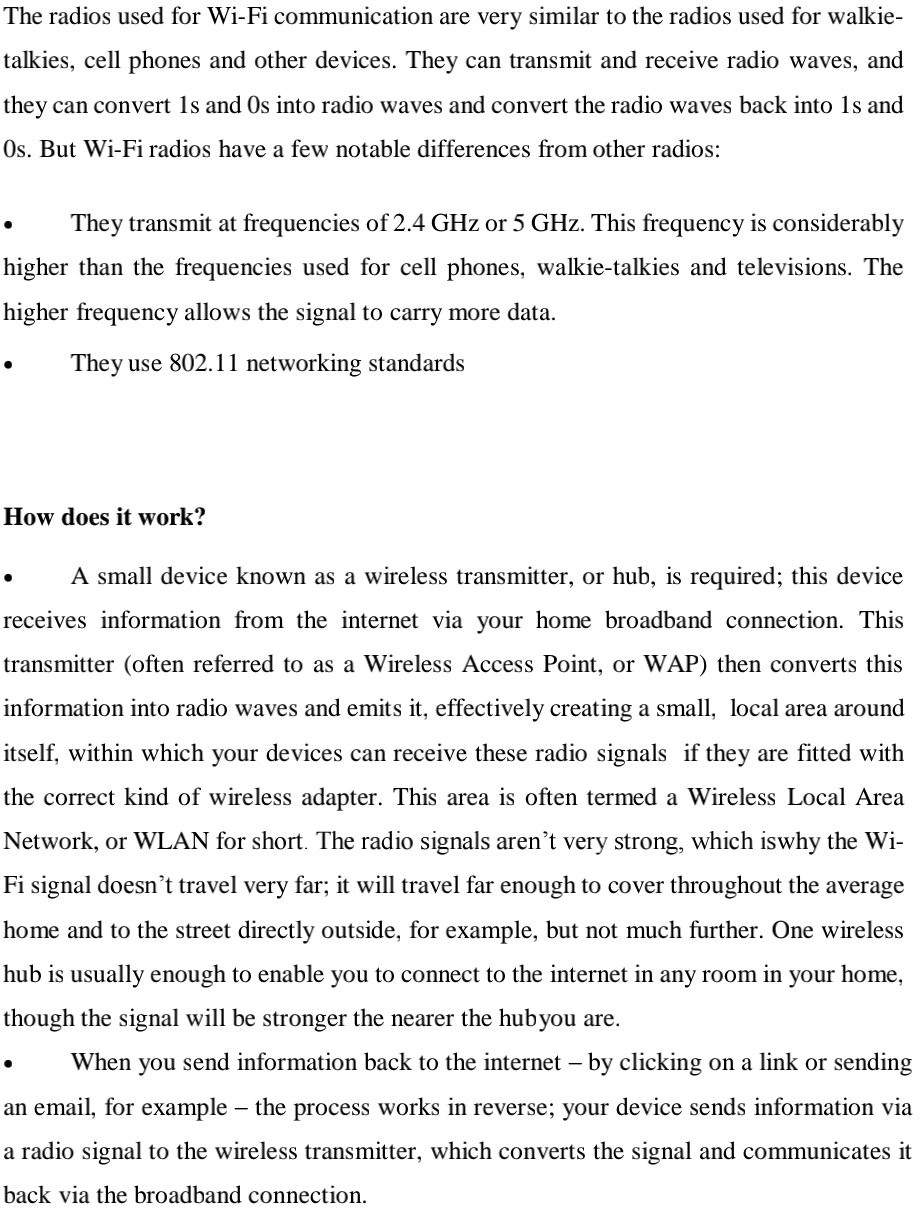 The radios used for Wi-Fi communication are very similar to the radios used for walkie-
talkies, cell phones and other devices. They can transmit and receive radio waves, and
they can convert 1s and 0s into radio waves and convert the radio waves back into 1s and
0s. But Wi-Fi radios have a few notable differences from other radios:
• They transmit at frequencies of 2.4 GHz or 5 GHz. This frequency is considerably
higher than the frequencies used for cell phones, walkie-talkies and televisions. The
higher frequency allows the signal to carry more data.
• They use 802.11 networking standards
How does it work?
• A small device known as a wireless transmitter, or hub, is required; this device
receives information from the internet via your home broadband connection. This
transmitter (often referred to as a Wireless Access Point, or WAP) then converts this
information into radio waves and emits it, effectively creating a small, local area around
itself, within which your devices can receive these radio signals if they are fitted with
the correct kind of wireless adapter. This area is often termed a Wireless Local Area
Network, or WLAN for short. The radio signals aren’t very strong, which iswhy the Wi-
Fi signal doesn’t travel very far; it will travel far enough to cover throughout the average
home and to the street directly outside, for example, but not much further. One wireless
hub is usually enough to enable you to connect to the internet in any room in your home,
though the signal will be stronger the nearer the hubyou are.
• When you send information back to the internet – by clicking on a link or sending
an email, for example – the process works in reverse; your device sends information via
a radio signal to the wireless transmitter, which converts the signal and communicates it
back via the broadband connection.